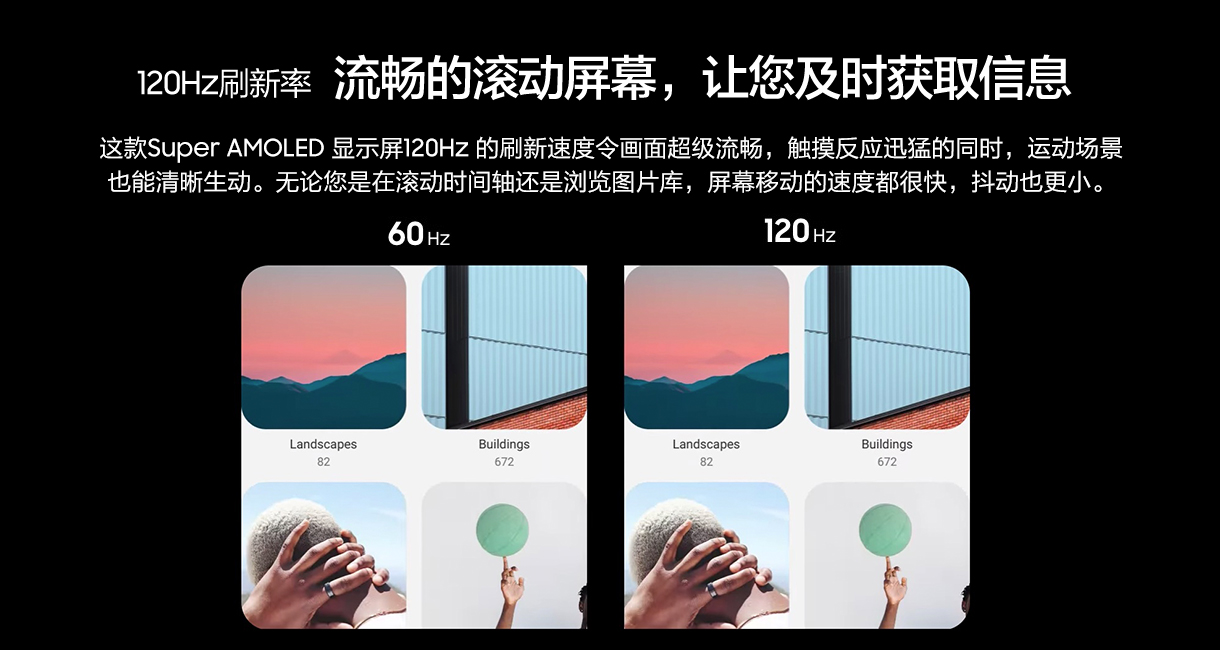 120Hz刷新率 流畅的滚动屏幕，让您及时获取信息
这款Super AMOLED 显示屏120Hz 的刷新速度令画面超级流畅，触摸反应迅猛的同时，运动场景
也能清晰生动。无论您是在滚动时间轴还是浏览图片库，屏幕移动的速度都很快，抖动也更小。
60 Hz
120 Hz
Landscapes
82
Buildings
672
Landscapes
82
Buildings
672